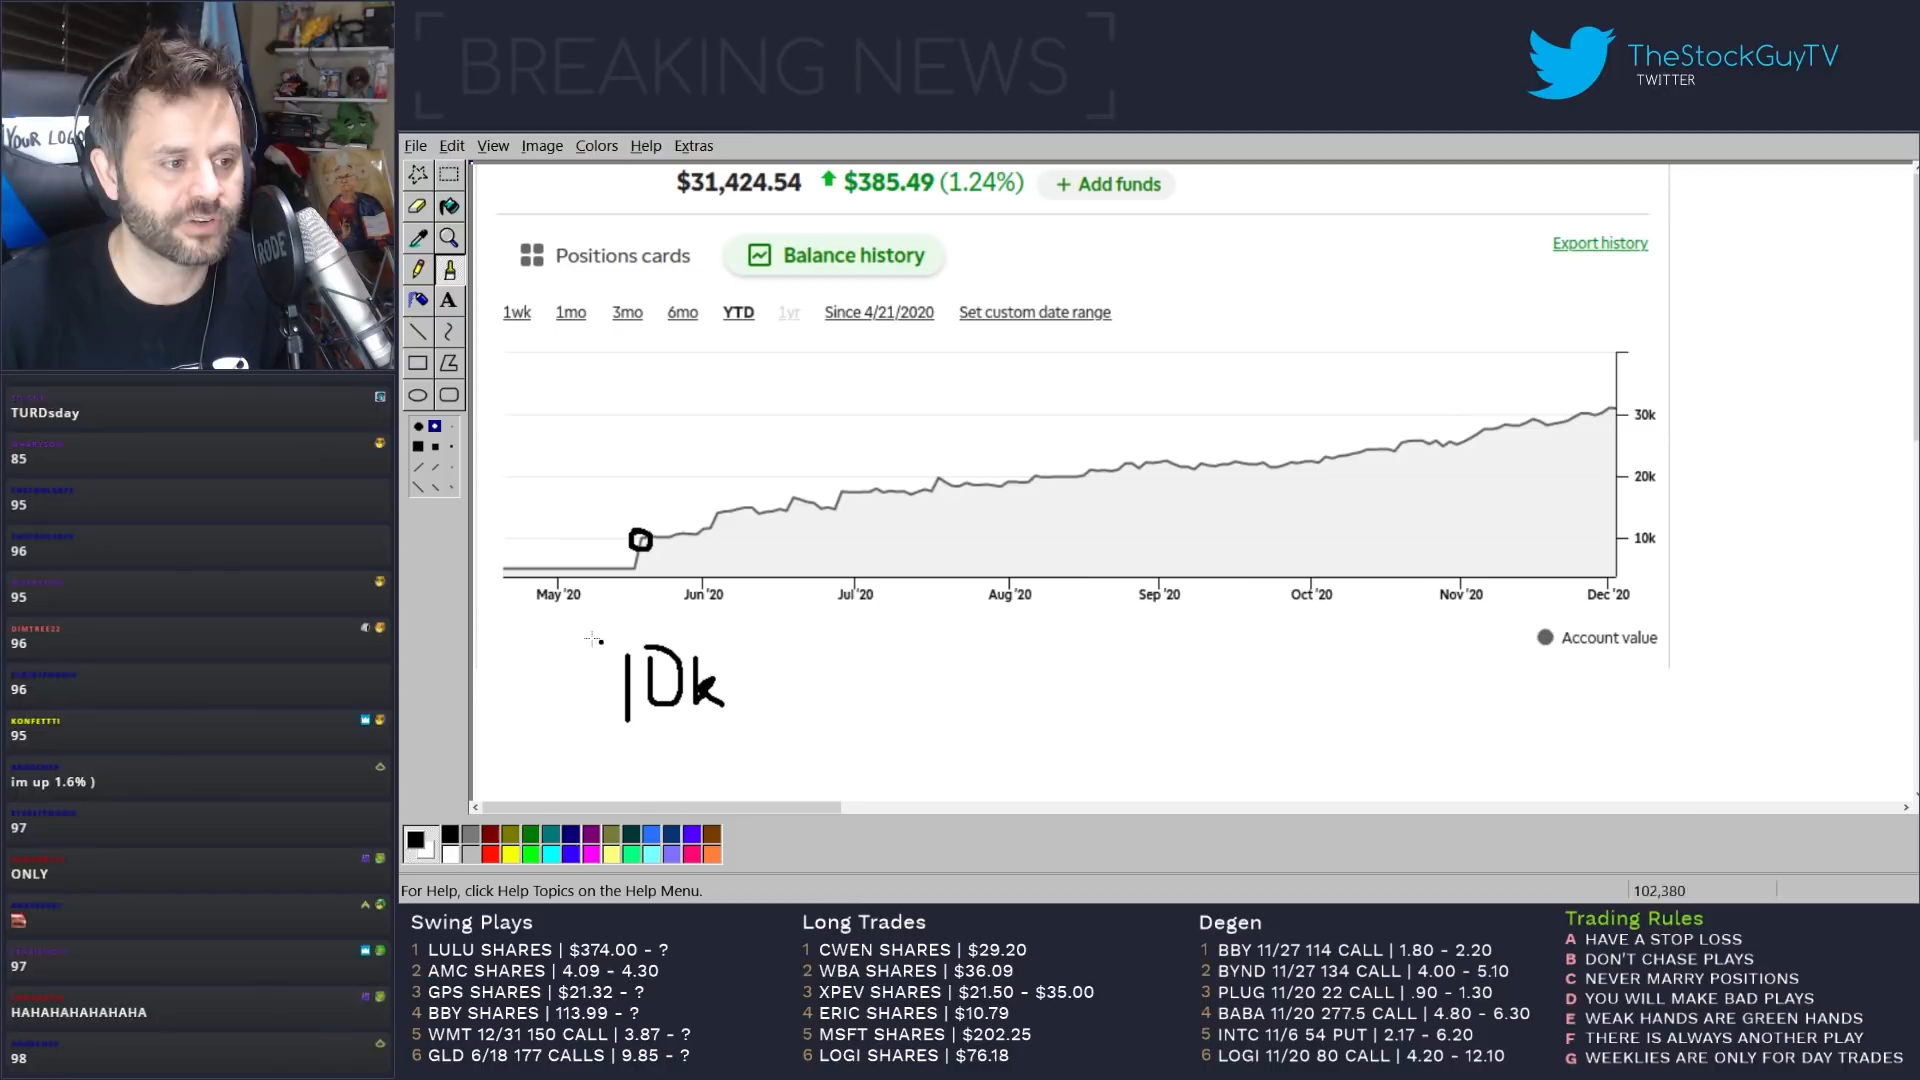 BREAKING NEWS
TheStockGuyTV
TWITTER
YOUR LOGO
RODE
File Edit View Image Colors Help Extras
$31,424.54 $385.49 (1.24%) + Add funds
Positions cards Balance history Export history
1wk 1mo 3mo 6mo YTD 1yr Since 4/21/2020 Set custom date range
30k
20k
10k
May '20 Jun '20 Jul '20 Aug '20 Sep '20 Oct '20 Nov '20 Dec '20
Account value
10k
TURDsday
85
95
96
95
DIMTREE22
96
96
KONFETTTI
95
im up 1.6% )
97
ONLY
97
HAHAHAHAHAHAHA
98
For Help, click Help Topics on the Help Menu. 102,380
Swing Plays
1 LULU SHARES | $374.00 - ?
2 AMC SHARES | 4.09 - 4.30
3 GPS SHARES | $21.32 - ?
4 BBY SHARES | 113.99 - ?
5 WMT 12/31 150 CALL | 3.87 - ?
6 GLD 6/18 177 CALLS | 9.85 - ?
Long Trades
1 CWEN SHARES | $29.20
2 WBA SHARES | $36.09
3 XPEV SHARES | $21.50 - $35.00
4 ERIC SHARES | $10.79
5 MSFT SHARES | $202.25
6 LOGI SHARES | $76.18
Degen
1 BBY 11/27 114 CALL | 1.80 - 2.20
2 BYND 11/27 134 CALL | 4.00 - 5.10
3 PLUG 11/20 22 CALL | .90 - 1.30
4 BABA 11/20 277.5 CALL | 4.80 - 6.30
5 INTC 11/6 54 PUT | 2.17 - 6.20
6 LOGI 11/20 80 CALL | 4.20 - 12.10
Trading Rules
A HAVE A STOP LOSS
B DON'T CHASE PLAYS
C NEVER MARRY POSITIONS
D YOU WILL MAKE BAD PLAYS
E WEAK HANDS ARE GREEN HANDS
F THERE IS ALWAYS ANOTHER PLAY
G WEEKLIES ARE ONLY FOR DAY TRADES